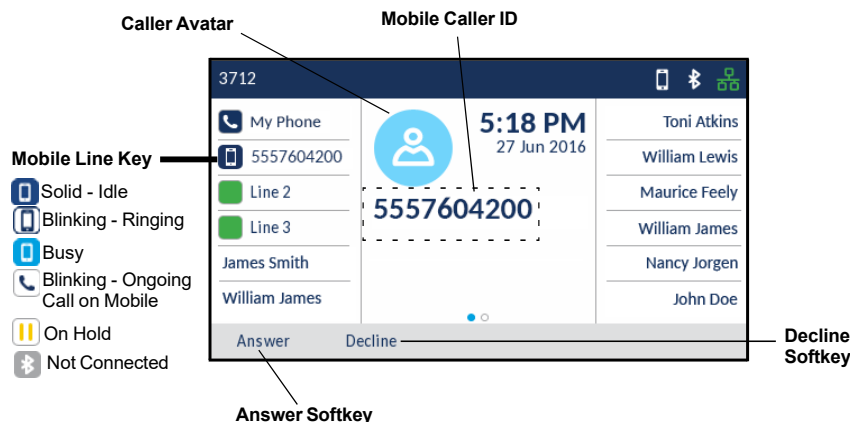 Caller Avatar
Mobile Caller ID
3712
My Phone
5:18 PM
Toni Atkins
Mobile Line Key
5557604200
27 Jun 2016
William Lewis
Solid - Idle
Line 2
Maurice Feely
Blinking - Ringing
5557604200
Line 3
William James
Busy
James Smith
Nancy Jorgen
Blinking - Ongoing
Call on Mobile
William James
John Doe
On Hold
Answer
Decline
Decline
Softkey
Not Connected
Answer Softkey